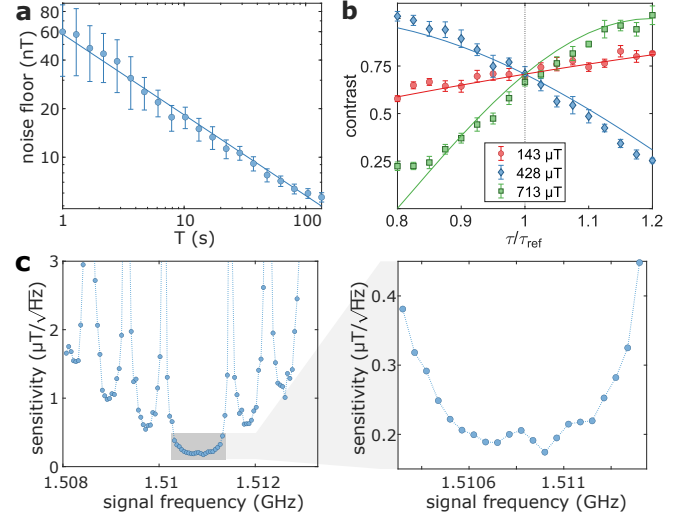 a
80
60
40
20
10
noise floor (nT)
1
10
100
T (s)
b
0.75
0.50
0.25
contrast
143 μT
428 μT
713 μT
0.8
0.9
1
1.1
1.2
τ/τref
c
3
2
1
0
sensitivity (μT/√Hz)
1.508
1.51
1.512
signal frequency (GHz)
0.4
0.3
0.2
sensitivity (μT/√Hz)
1.5106
1.511
signal frequency (GHz)